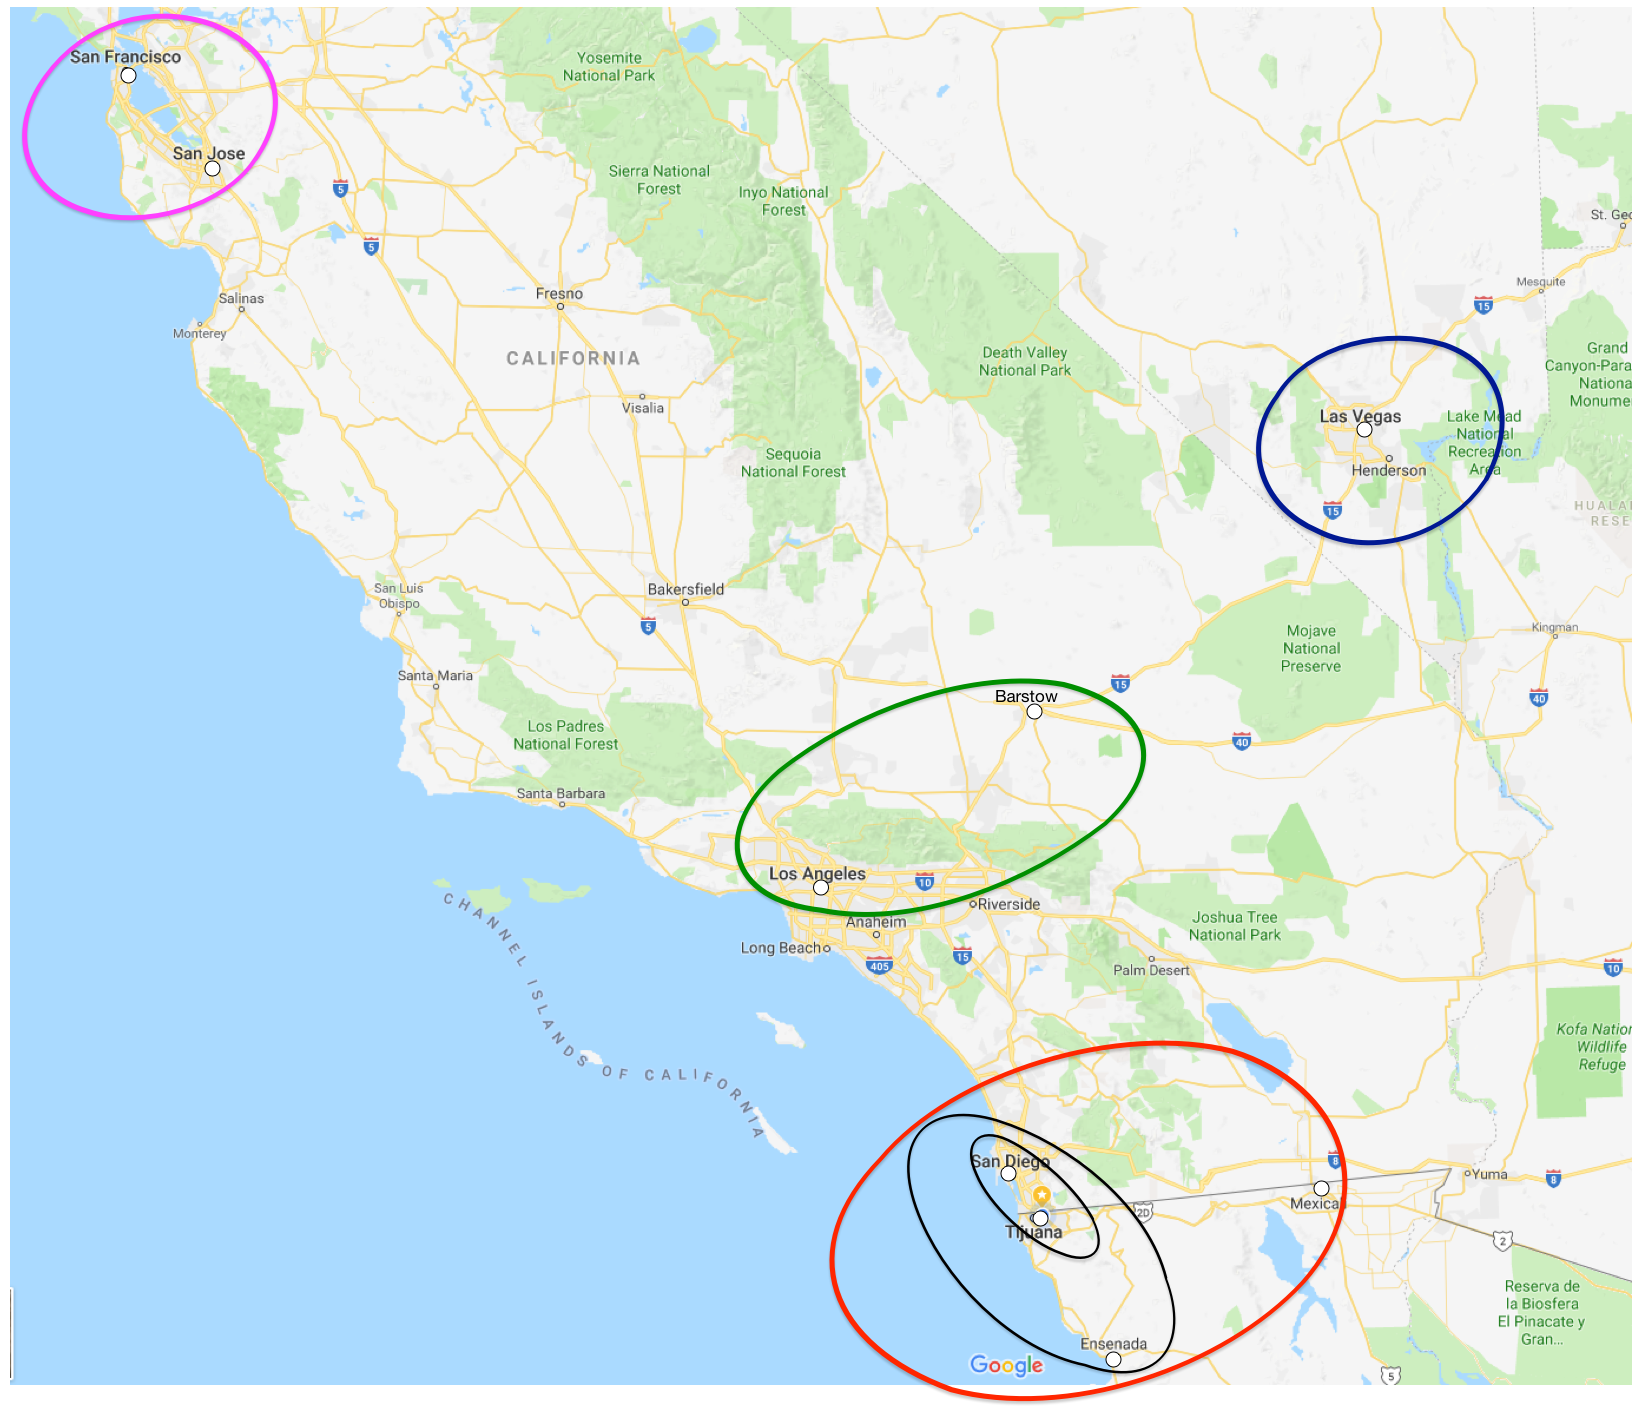 San Francisco
San Jose
Yosemite
National Park
Sierra National
Forest
Inyo National
Forest
5
5
St. Geo
Mesquite
15
Salinas
Monterey
Fresno
CALIFORNIA
Visalia
Death Valley
National Park
Grand
Canyon-Para
Nationa
Monume
Las Vegas
Lake Mead
National
Recreation
Area
Henderson
15
Sequoia
National Forest
HUALA
RESE
San Luis
Obispo
Bakersfield
5
Mojave
National
Preserve
Kingman
Santa Maria
Barstow
15
40
40
Los Padres
National Forest
Santa Barbara
Los Angeles
10
Riverside
Anaheim
Long Beach
405
15
Joshua Tree
National Park
Palm Desert
10
CHANNEL ISLANDS OF CALIFORNIA
Kofa Nation
Wildlife
Refuge
San Diego
8
Yuma
8
Mexicali
2D
Tijuana
2
Reserva de
la Biosfera
El Pinacate y
Gran...
Ensenada
Google
5